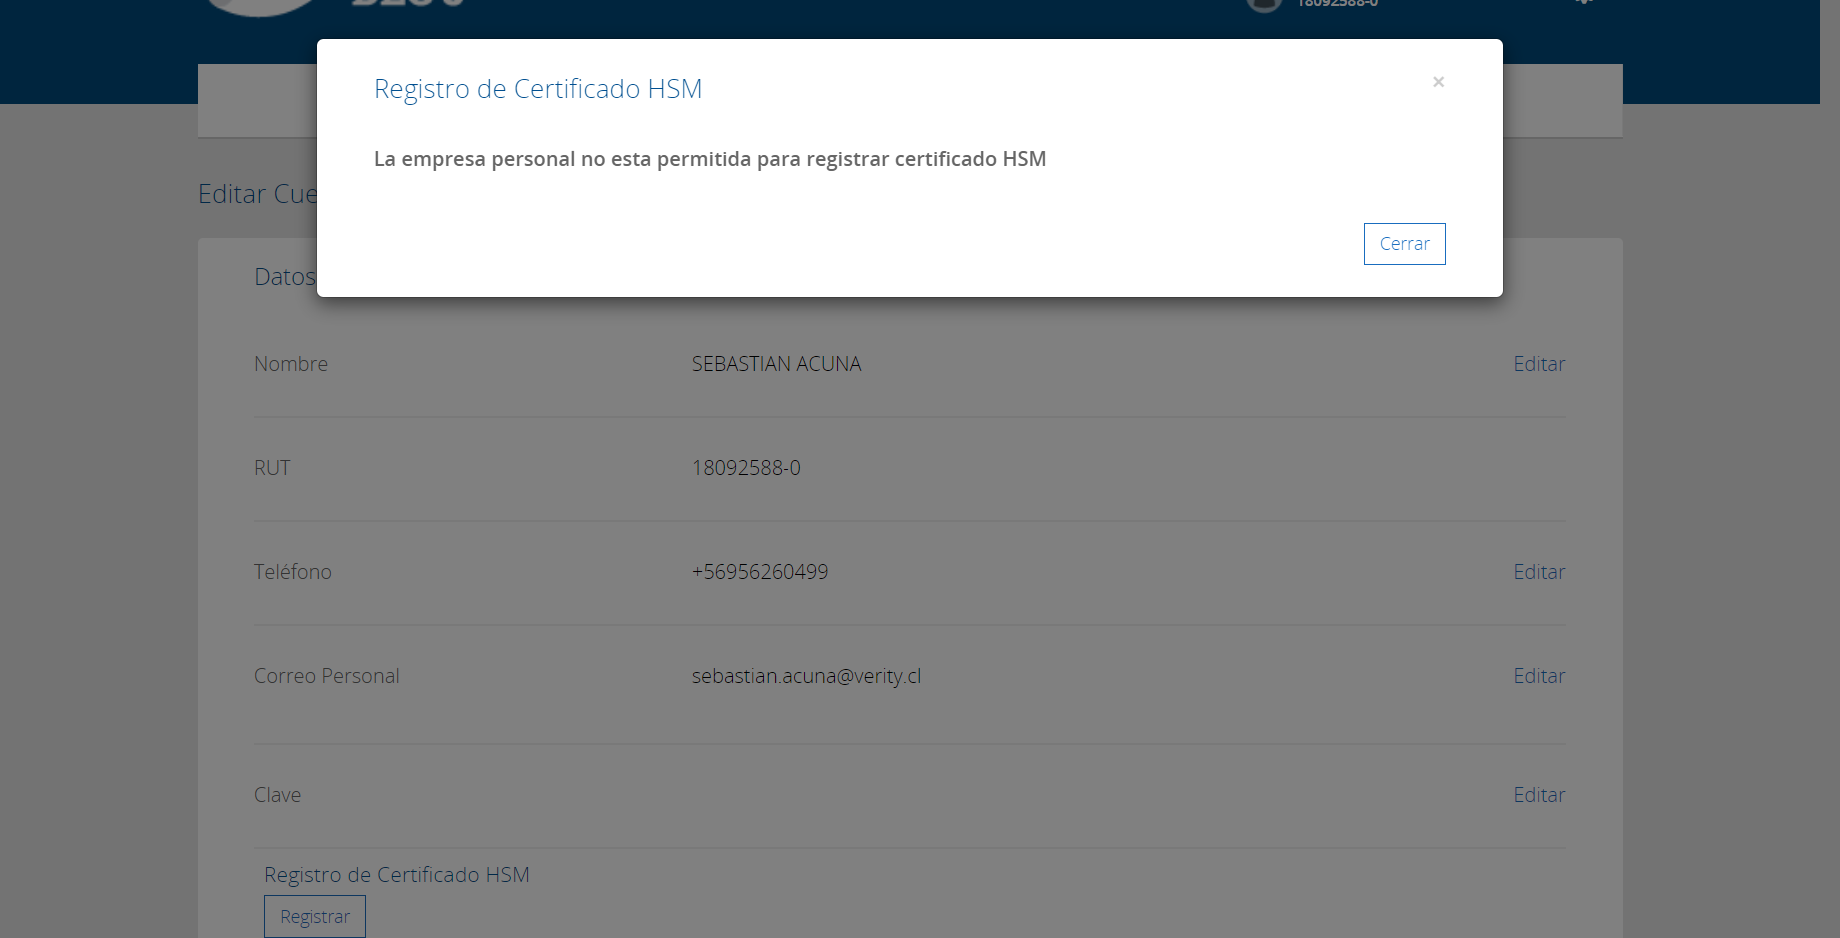 18092588-0
Registro de Certificado HSM
×
La empresa personal no esta permitida para registrar certificado HSM
Cerrar
Editar Cue
Datos
Nombre SEBASTIAN ACUNA Editar
RUT 18092588-0
Teléfono +56956260499 Editar
Correo Personal sebastian.acuna@verity.cl Editar
Clave Editar
Registro de Certificado HSM
Registrar